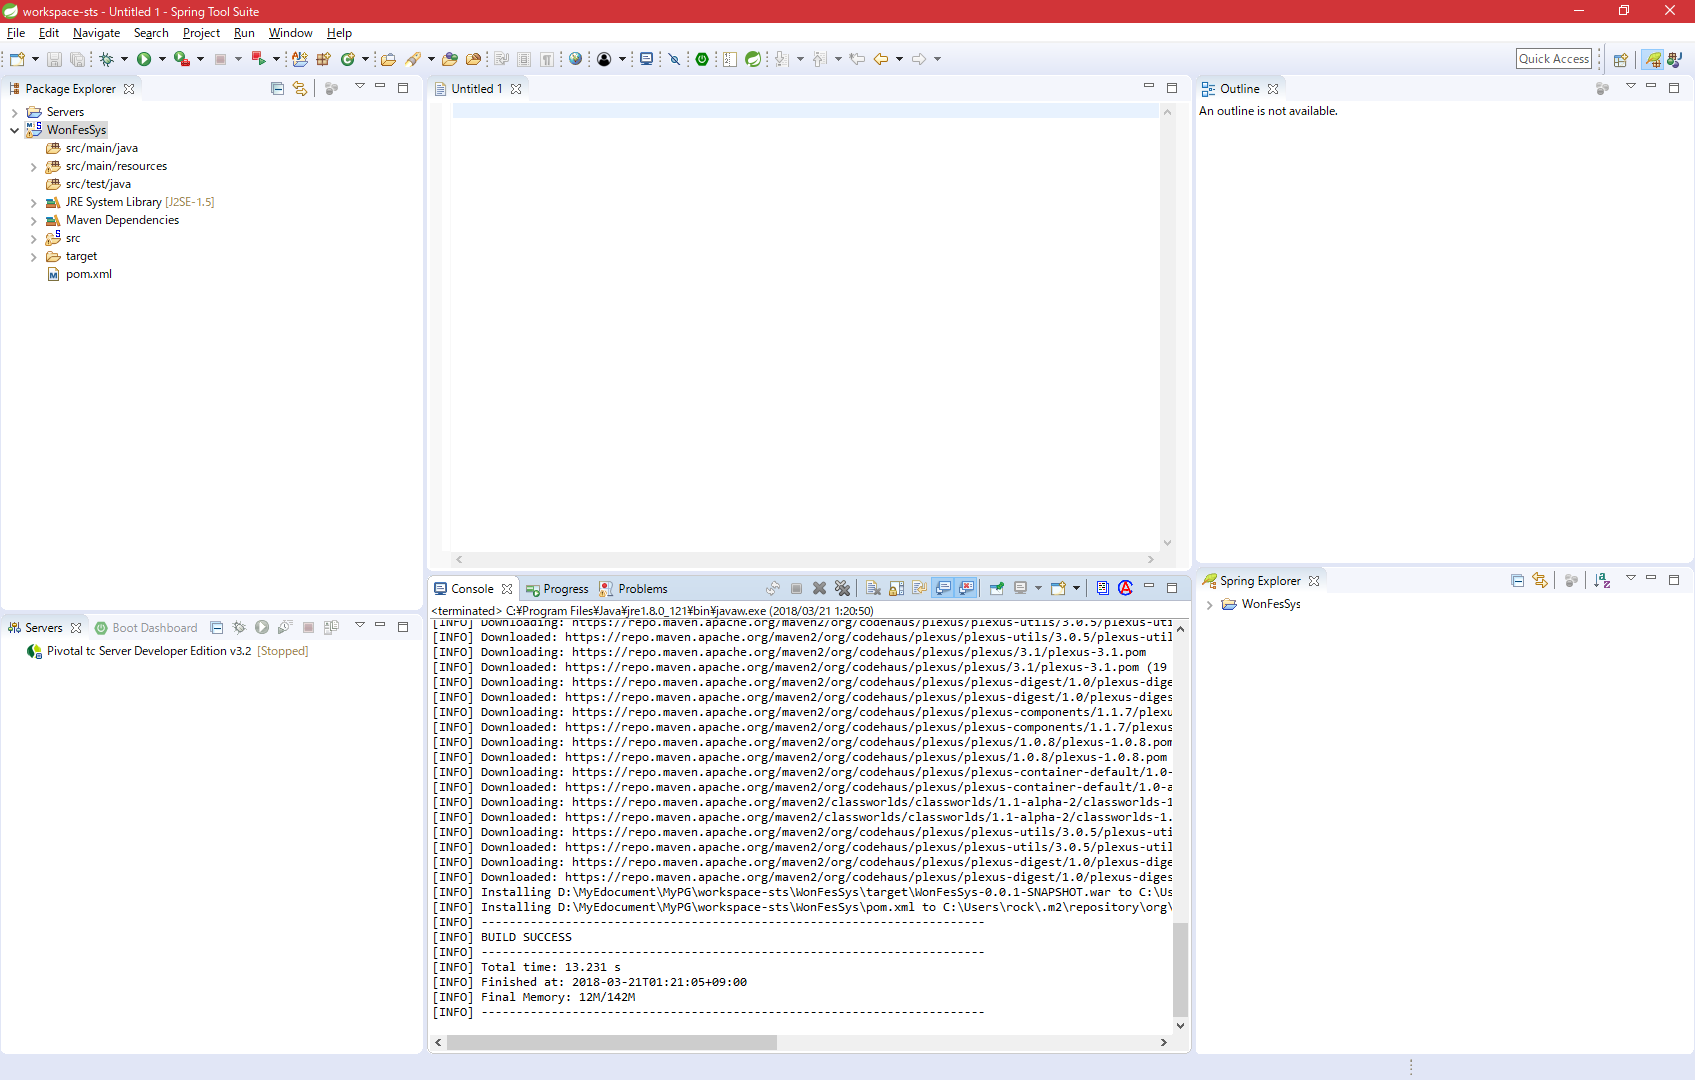 workspace-sts - Untitled 1 - Spring Tool Suite
File Edit Navigate Search Project Run Window Help
Quick Access
Package Explorer
Servers
WonFesSys
src/main/java
src/main/resources
src/test/java
JRE System Library [J2SE-1.5]
Maven Dependencies
src
target
pom.xml
Servers Boot Dashboard
Pivotal tc Server Developer Edition v3.2 [Stopped]
Untitled 1
Console Progress Problems
<terminated> C:¥Program Files¥Java¥jre1.8.0_121¥bin¥javaw.exe (2018/03/21 1:20:50)
[INFO] Downloading: https://repo.maven.apache.org/maven2/org/codehaus/plexus/plexus-utils/3.0.5/plexus-uti
[INFO] Downloaded: https://repo.maven.apache.org/maven2/org/codehaus/plexus/plexus-utils/3.0.5/plexus-util
[INFO] Downloading: https://repo.maven.apache.org/maven2/org/codehaus/plexus/plexus/3.1/plexus-3.1.pom
[INFO] Downloaded: https://repo.maven.apache.org/maven2/org/codehaus/plexus/plexus/3.1/plexus-3.1.pom (19
[INFO] Downloading: https://repo.maven.apache.org/maven2/org/codehaus/plexus/plexus-digest/1.0/plexus-dige
[INFO] Downloaded: https://repo.maven.apache.org/maven2/org/codehaus/plexus/plexus-digest/1.0/plexus-diges
[INFO] Downloading: https://repo.maven.apache.org/maven2/org/codehaus/plexus/plexus-components/1.1.7/plexu
[INFO] Downloaded: https://repo.maven.apache.org/maven2/org/codehaus/plexus/plexus-components/1.1.7/plexus
[INFO] Downloading: https://repo.maven.apache.org/maven2/org/codehaus/plexus/plexus/1.0.8/plexus-1.0.8.pom
[INFO] Downloaded: https://repo.maven.apache.org/maven2/org/codehaus/plexus/plexus/1.0.8/plexus-1.0.8.pom
[INFO] Downloading: https://repo.maven.apache.org/maven2/org/codehaus/plexus/plexus-container-default/1.0-
[INFO] Downloaded: https://repo.maven.apache.org/maven2/org/codehaus/plexus/plexus-container-default/1.0-a
[INFO] Downloading: https://repo.maven.apache.org/maven2/classworlds/classworlds/1.1-alpha-2/classworlds-1
[INFO] Downloaded: https://repo.maven.apache.org/maven2/classworlds/classworlds/1.1-alpha-2/classworlds-1.
[INFO] Downloading: https://repo.maven.apache.org/maven2/org/codehaus/plexus/plexus-utils/3.0.5/plexus-uti
[INFO] Downloaded: https://repo.maven.apache.org/maven2/org/codehaus/plexus/plexus-utils/3.0.5/plexus-util
[INFO] Downloading: https://repo.maven.apache.org/maven2/org/codehaus/plexus/plexus-digest/1.0/plexus-dige
[INFO] Downloaded: https://repo.maven.apache.org/maven2/org/codehaus/plexus/plexus-digest/1.0/plexus-diges
[INFO] Installing D:\MyEdocument\MyPG\workspace-sts\WonFesSys\target\WonFesSys-0.0.1-SNAPSHOT.war to C:\Us
[INFO] Installing D:\MyEdocument\MyPG\workspace-sts\WonFesSys\pom.xml to C:\Users\rock\.m2\repository\org\
[INFO] ------------------------------------------------------------------------
[INFO] BUILD SUCCESS
[INFO] ------------------------------------------------------------------------
[INFO] Total time: 13.231 s
[INFO] Finished at: 2018-03-21T01:21:05+09:00
[INFO] Final Memory: 12M/142M
[INFO] ------------------------------------------------------------------------
Outline
An outline is not available.
Spring Explorer
WonFesSys